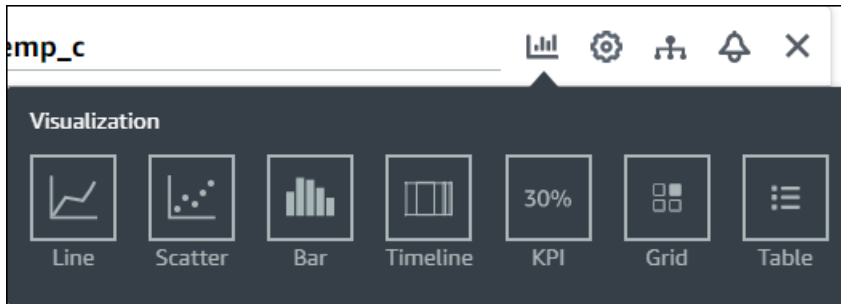 emp_c
Visualization
30%
Line Scatter Bar Timeline KPI Grid Table